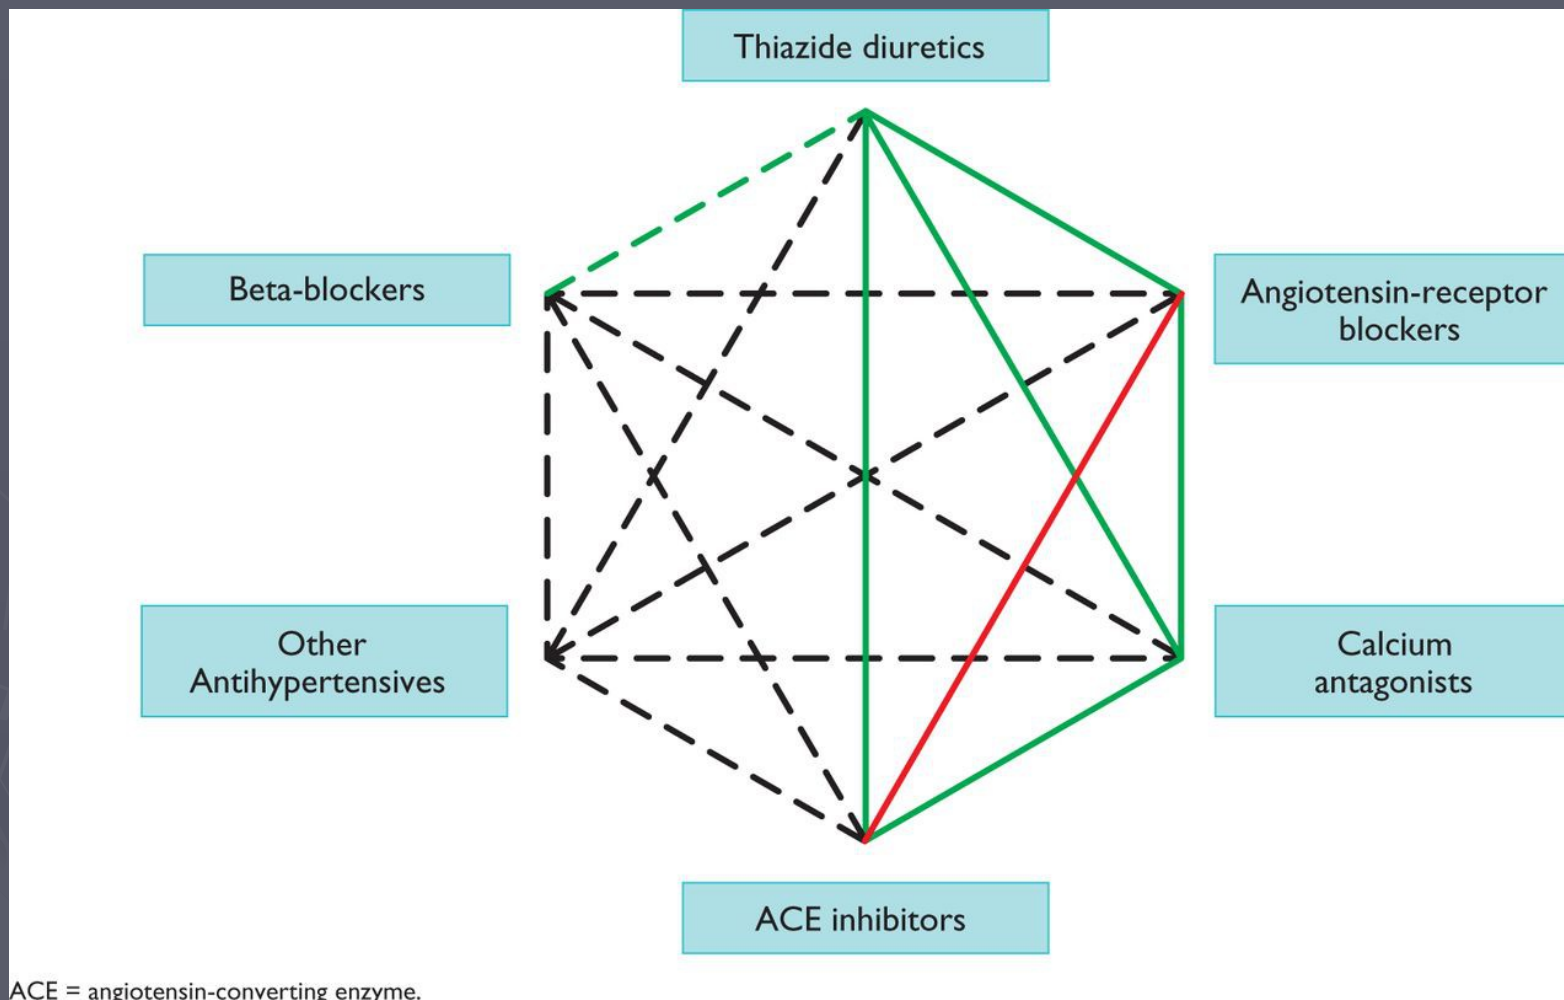 Thiazide diuretics
Beta-blockers
Angiotensin-receptor
blockers
Other
Antihypertensives
Calcium
antagonists
ACE inhibitors
ACE = angiotensin-converting enzyme.